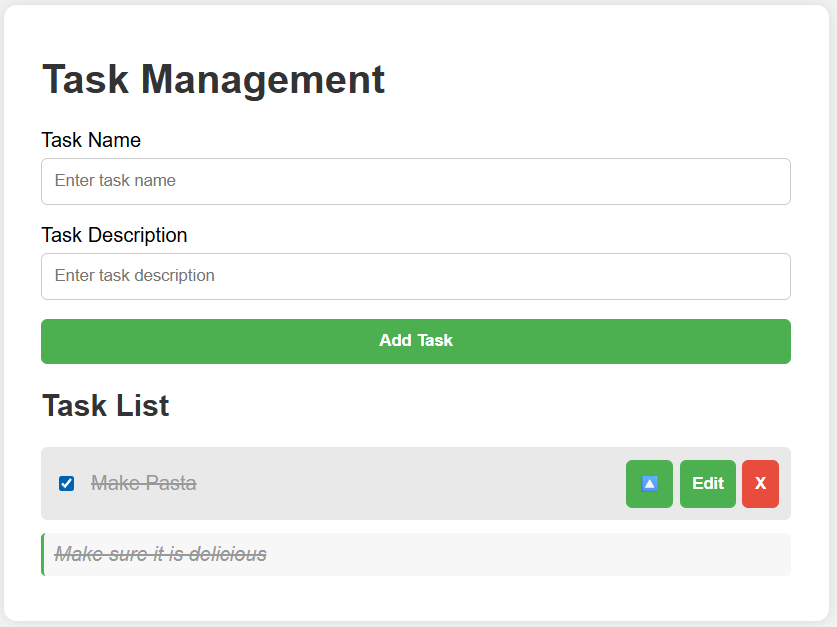 Task Management
Task Name
Enter task name
Task Description
Enter task description
Add Task
Task List
Make Pasta
Edit
X
Make sure it is delicious